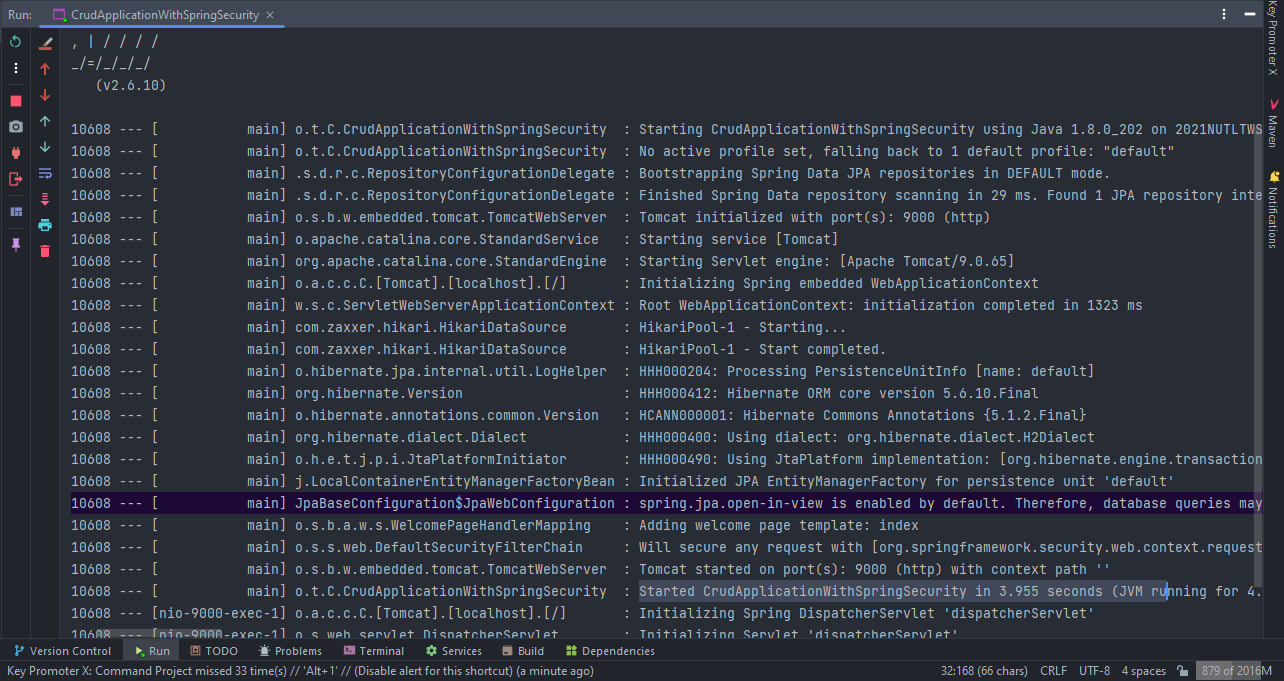 Run: CrudApplicationWithSpringSecurity
, | / / / /
_/=/_/_/_/
(v2.6.10)
10608 --- [ main] o.t.C.CrudApplicationWithSpringSecurity : Starting CrudApplicationWithSpringSecurity using Java 1.8.0_202 on 2021NUTLTWS
10608 --- [ main] o.t.C.CrudApplicationWithSpringSecurity : No active profile set, falling back to 1 default profile: "default"
10608 --- [ main] .s.d.r.c.RepositoryConfigurationDelegate : Bootstrapping Spring Data JPA repositories in DEFAULT mode.
10608 --- [ main] .s.d.r.c.RepositoryConfigurationDelegate : Finished Spring Data repository scanning in 29 ms. Found 1 JPA repository inte
10608 --- [ main] o.s.b.w.embedded.tomcat.TomcatWebServer : Tomcat initialized with port(s): 9000 (http)
10608 --- [ main] o.apache.catalina.core.StandardService : Starting service [Tomcat]
10608 --- [ main] org.apache.catalina.core.StandardEngine : Starting Servlet engine: [Apache Tomcat/9.0.65]
10608 --- [ main] o.a.c.c.C.[Tomcat].[localhost].[/] : Initializing Spring embedded WebApplicationContext
10608 --- [ main] w.s.c.ServletWebServerApplicationContext : Root WebApplicationContext: initialization completed in 1323 ms
10608 --- [ main] com.zaxxer.hikari.HikariDataSource : HikariPool-1 - Starting...
10608 --- [ main] com.zaxxer.hikari.HikariDataSource : HikariPool-1 - Start completed.
10608 --- [ main] o.hibernate.jpa.internal.util.LogHelper : HHH000204: Processing PersistenceUnitInfo [name: default]
10608 --- [ main] org.hibernate.Version : HHH000412: Hibernate ORM core version 5.6.10.Final
10608 --- [ main] o.hibernate.annotations.common.Version : HCANN000001: Hibernate Commons Annotations {5.1.2.Final}
10608 --- [ main] org.hibernate.dialect.Dialect : HHH000400: Using dialect: org.hibernate.dialect.H2Dialect
10608 --- [ main] o.h.e.t.j.p.i.JtaPlatformInitiator : HHH000490: Using JtaPlatform implementation: [org.hibernate.engine.transaction
10608 --- [ main] j.LocalContainerEntityManagerFactoryBean : Initialized JPA EntityManagerFactory for persistence unit 'default'
10608 --- [ main] JpaBaseConfiguration$JpaWebConfiguration : spring.jpa.open-in-view is enabled by default. Therefore, database queries may
10608 --- [ main] o.s.b.a.w.s.WelcomePageHandlerMapping : Adding welcome page template: index
10608 --- [ main] o.s.s.web.DefaultSecurityFilterChain : Will secure any request with [org.springframework.security.web.context.request
10608 --- [ main] o.s.b.w.embedded.tomcat.TomcatWebServer : Tomcat started on port(s): 9000 (http) with context path ''
10608 --- [ main] o.t.C.CrudApplicationWithSpringSecurity : Started CrudApplicationWithSpringSecurity in 3.955 seconds (JVM running for 4.
10608 --- [nio-9000-exec-1] o.a.c.c.C.[Tomcat].[localhost].[/] : Initializing Spring DispatcherServlet 'dispatcherServlet'
10608 --- [nio-9000-exec-1] o.s.web.servlet.DispatcherServlet : Initializing Servlet 'dispatcherServlet'
Key Promoter X
Maven
Notifications
Version Control Run TODO Problems Terminal Services Build Dependencies
Key Promoter X: Command Project missed 33 time(s) // 'Alt+1' // (Disable alert for this shortcut) (a minute ago) 32:168 (66 chars) CRLF UTF-8 4 spaces 879 of 2016M